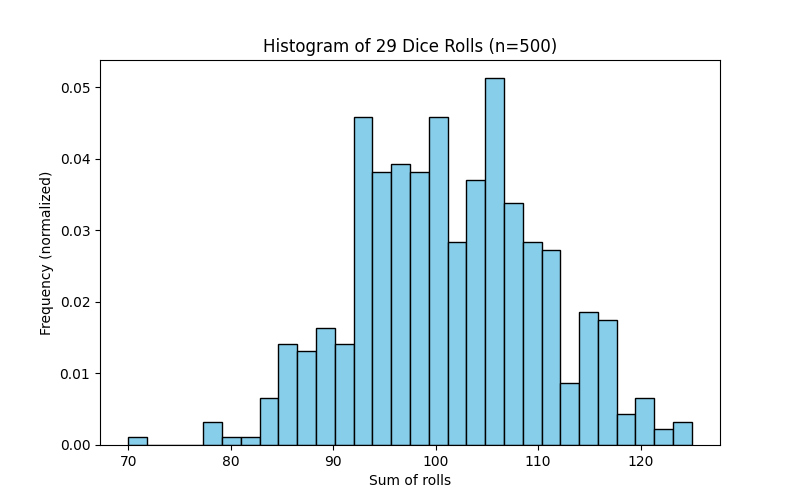 Histogram of 29 Dice Rolls (n=500)
0.05
0.04
0.03
0.02
0.01
0.00
Frequency (normalized)
70 80 90 100 110 120
Sum of rolls